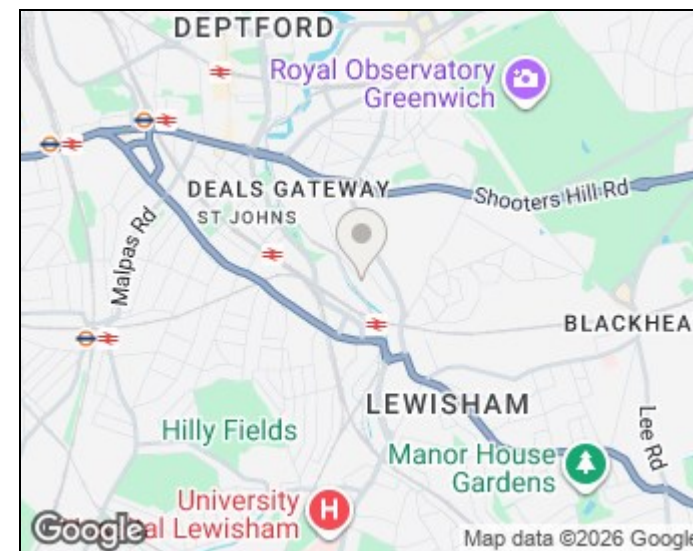 DEPTFORD
Royal Observatory
Greenwich
DEALS GATEWAY
Shooters Hill Rd
ST JOHNS
Malpas Rd
BLACKHEA
LEWISHAM
Lee Rd
Hilly Fields
Manor House
Gardens
University
al Lewisham
Google
Map data ©2026 Google